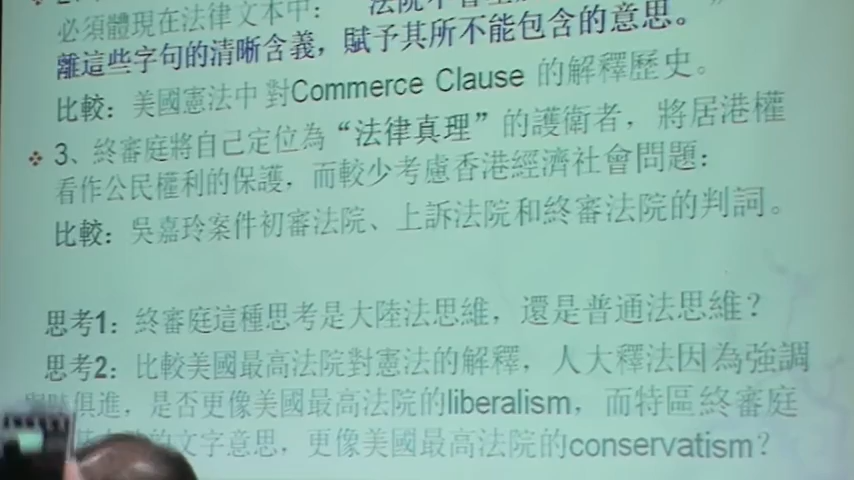 必須體現在法律文本中：“法院不
離這些字句的清晰含義，賦予其所不能包含的意思。”
比較：美國憲法中對Commerce Clause 的解釋歷史。
❖ 3、終審庭將自己定位為“法律真理”的護衛者，將居港權
看作公民權利的保護，而較少考慮香港經濟社會問題：
比較：吳嘉玲案件初審法院、上訴法院和終審法院的判詞。
思考1：終審庭這種思考是大陸法思維，還是普通法思維？
思考2：比較美國最高法院對憲法的解釋，人大釋法因為強調
俱進，是否更像美國最高法院的liberalism，而特區終審庭
的文字意思，更像美國最高法院的conservatism？